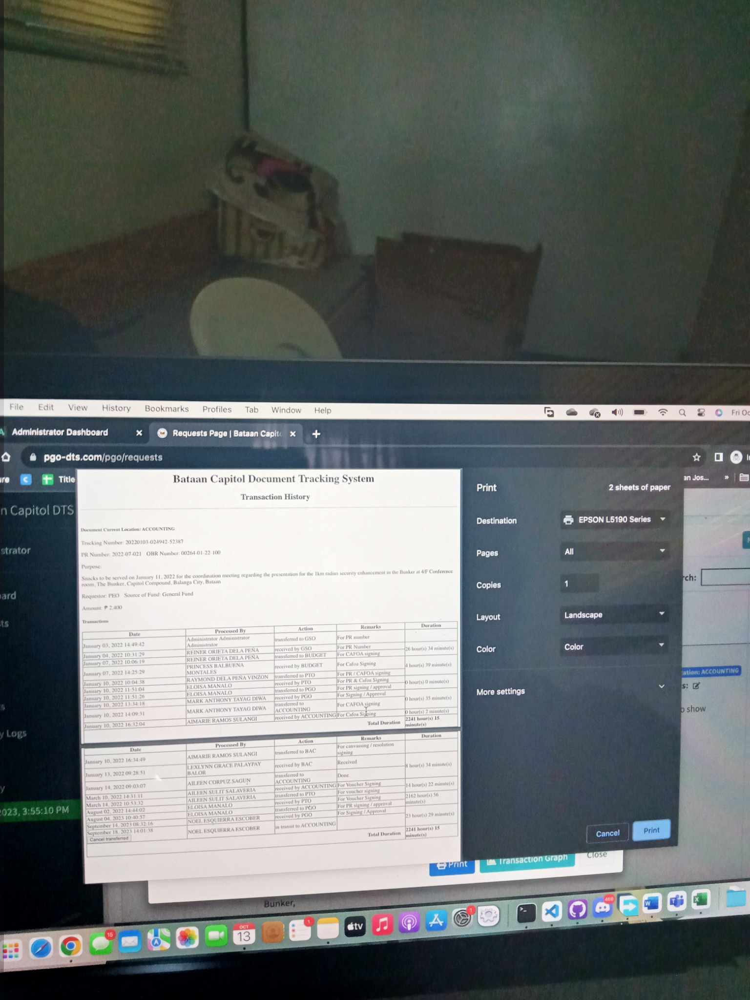 File Edit View History Bookmarks Profiles Tab Window Help Fri Oc
Administrator Dashboard Requests Page | Bataan Capito
pgo-dts.com/pgo/requests
Title an Jos...
n Capitol DTS
strator
ard
ts
s
y Logs
y
2023, 3:55:10 PM
Bataan Capitol Document Tracking System
Transaction History
Document Current Location: ACCOUNTING
Tracking Number: 20220103-024942-52387
PR Number: 2022-07-021 OBR Number: 00264-01-22-100
Purpose:
Snacks to be served on January 11, 2022 for the coordination meeting regarding the presentation for the 1km radius security enhancement in the Bunker at 4/F Conference
room, The Bunker, Capitol Compound, Balanga City, Bataan
Requestor: PEO Source of Fund: General Fund
Amount: ₱ 2,400
Transactions
Date Processed By Action Remarks Duration
January 03, 2022 14:49:42 Administrator Administrator Administrator transferred to GSO For PR number
January 04, 2022 10:31:29 REINER ORIETA DELA PEÑA received by GSO For PR Number 26 hour(s) 34 minute(s)
January 07, 2022 10:06:19 REINER ORIETA DELA PEÑA transferred to BUDGET For CAFOA signing
January 07, 2022 14:25:29 PRINCESS BALBUENA MONTALES received by BUDGET For Cafoa Signing 4 hour(s) 39 minute(s)
January 10, 2022 10:04:38 RAYMOND DELA PEÑA VINZON transferred to PTO For PR / CAFOA signing
January 10, 2022 11:51:04 ELOISA MANALO received by PTO For PR & Cafoa Signing 0 hour(s) 0 minute(s)
January 10, 2022 11:51:26 ELOISA MANALO transferred to PGO For PR signing / approval
January 10, 2022 13:34:18 MARK ANTHONY TAYAG DIWA received by PGO For Signing / Approval 0 hour(s) 35 minute(s)
January 10, 2022 14:09:31 MARK ANTHONY TAYAG DIWA transferred to ACCOUNTING For CAFOA signing
January 10, 2022 16:32:04 AIMARIE RAMOS SULANGI received by ACCOUNTING For Cafoa Signing 0 hour(s) 2 minute(s)
Total Duration 2241 hour(s) 15 minute(s)
Date Processed By Action Remarks Duration
January 10, 2022 16:34:49 AIMARIE RAMOS SULANGI transferred to BAC For canvassing / resolution signing
January 13, 2022 09:28:51 LEXLYNN GRACE PALAYPAY BALOR received by BAC Received 8 hour(s) 34 minute(s)
January 14, 2022 09:03:07 AILEEN CORPUZ SAGUN transferred to ACCOUNTING Done
March 10, 2022 14:31:11 AILEEN SULIT SALAVERIA received by ACCOUNTING For Voucher Signing 14 hour(s) 22 minute(s)
March 14, 2022 10:53:32 AILEEN SULIT SALAVERIA transferred to PTO For voucher signing
August 02, 2022 14:44:02 ELOISA MANALO received by PTO For Voucher Signing 2162 hour(s) 56 minute(s)
August 04, 2023 10:40:57 ELOISA MANALO transferred to PGO For PR signing / approval
September 14, 2023 08:32:16 NOEL ESQUIERRA ESCOBER received by PGO For Signing / Approval 23 hour(s) 29 minute(s)
September 18, 2023 14:01:38 NOEL ESQUIERRA ESCOBER in transit to ACCOUNTING
Cancel transferred
Total Duration 2241 hour(s) 15 minute(s)
Print 2 sheets of paper
Destination EPSON L5190 Series
Pages All
Copies 1
Layout Landscape
Color Color
More settings
Cancel Print
rch:
ation: ACCOUNTING
s:
o show
Print Transaction Graph Close
Bunker,
15
OCT
13
1
tv
1
466